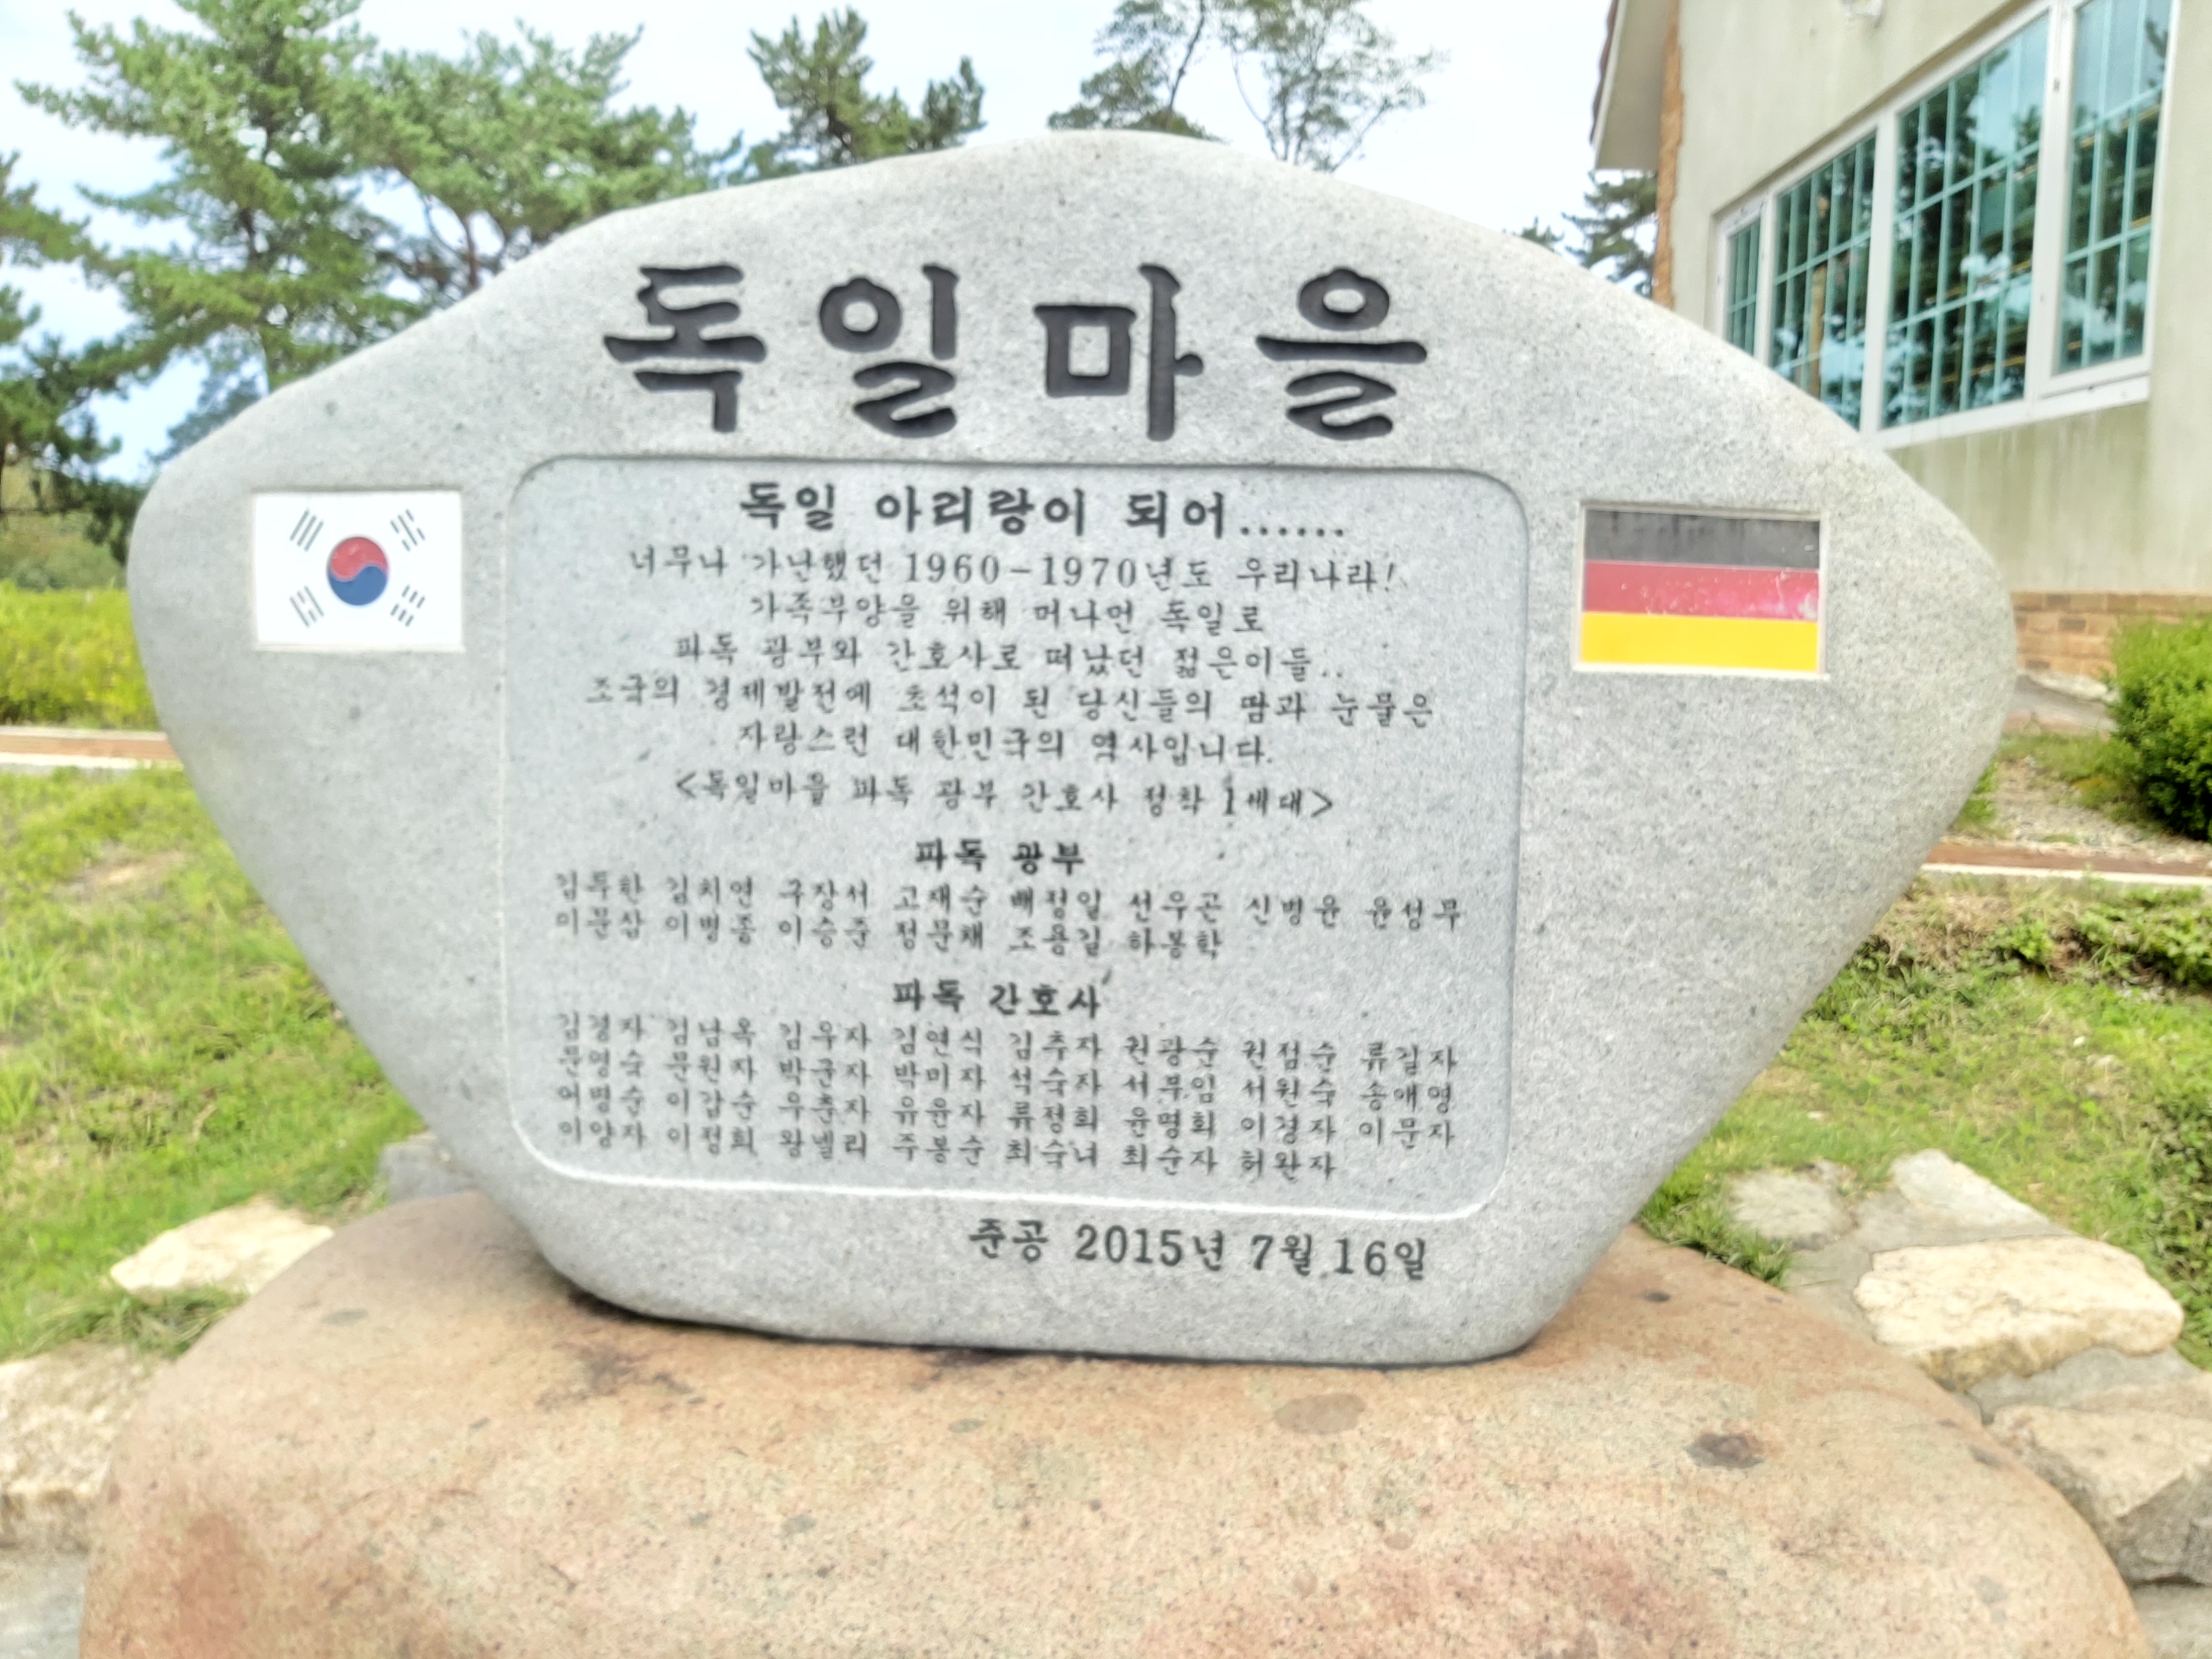 독일마을
독일 아리랑이 되어......
너무나 가난했던 1960-1970년도 우리나라!
가족부양을 위해 머나먼 독일로
파독 광부와 간호사로 떠났던 젊은이들..
조국의 경제발전에 초석이 된 당신들의 땀과 눈물은
자랑스런 대한민국의 역사입니다.
<독일마을 파독 광부 간호사 정착 1세대>
파독 광부
김두한 김치연 구장서 고재순 배정일 선우곤 신병윤 윤성무
이문삼 이병종 이승준 정문채 조용길 하봉학
파독 간호사
김경자 김남옥 김우자 김연식 김추자 권광순 권점순 류길자
문영숙 문원자 박군자 박미자 석숙자 서부임 서원숙 송애영
어명순 이갑순 우춘자 유윤자 류정희 윤명희 이경자 이문자
이양자 이정희 왕넬리 주봉순 최숙녀 최순자 허완자
준공 2015년 7월 16일